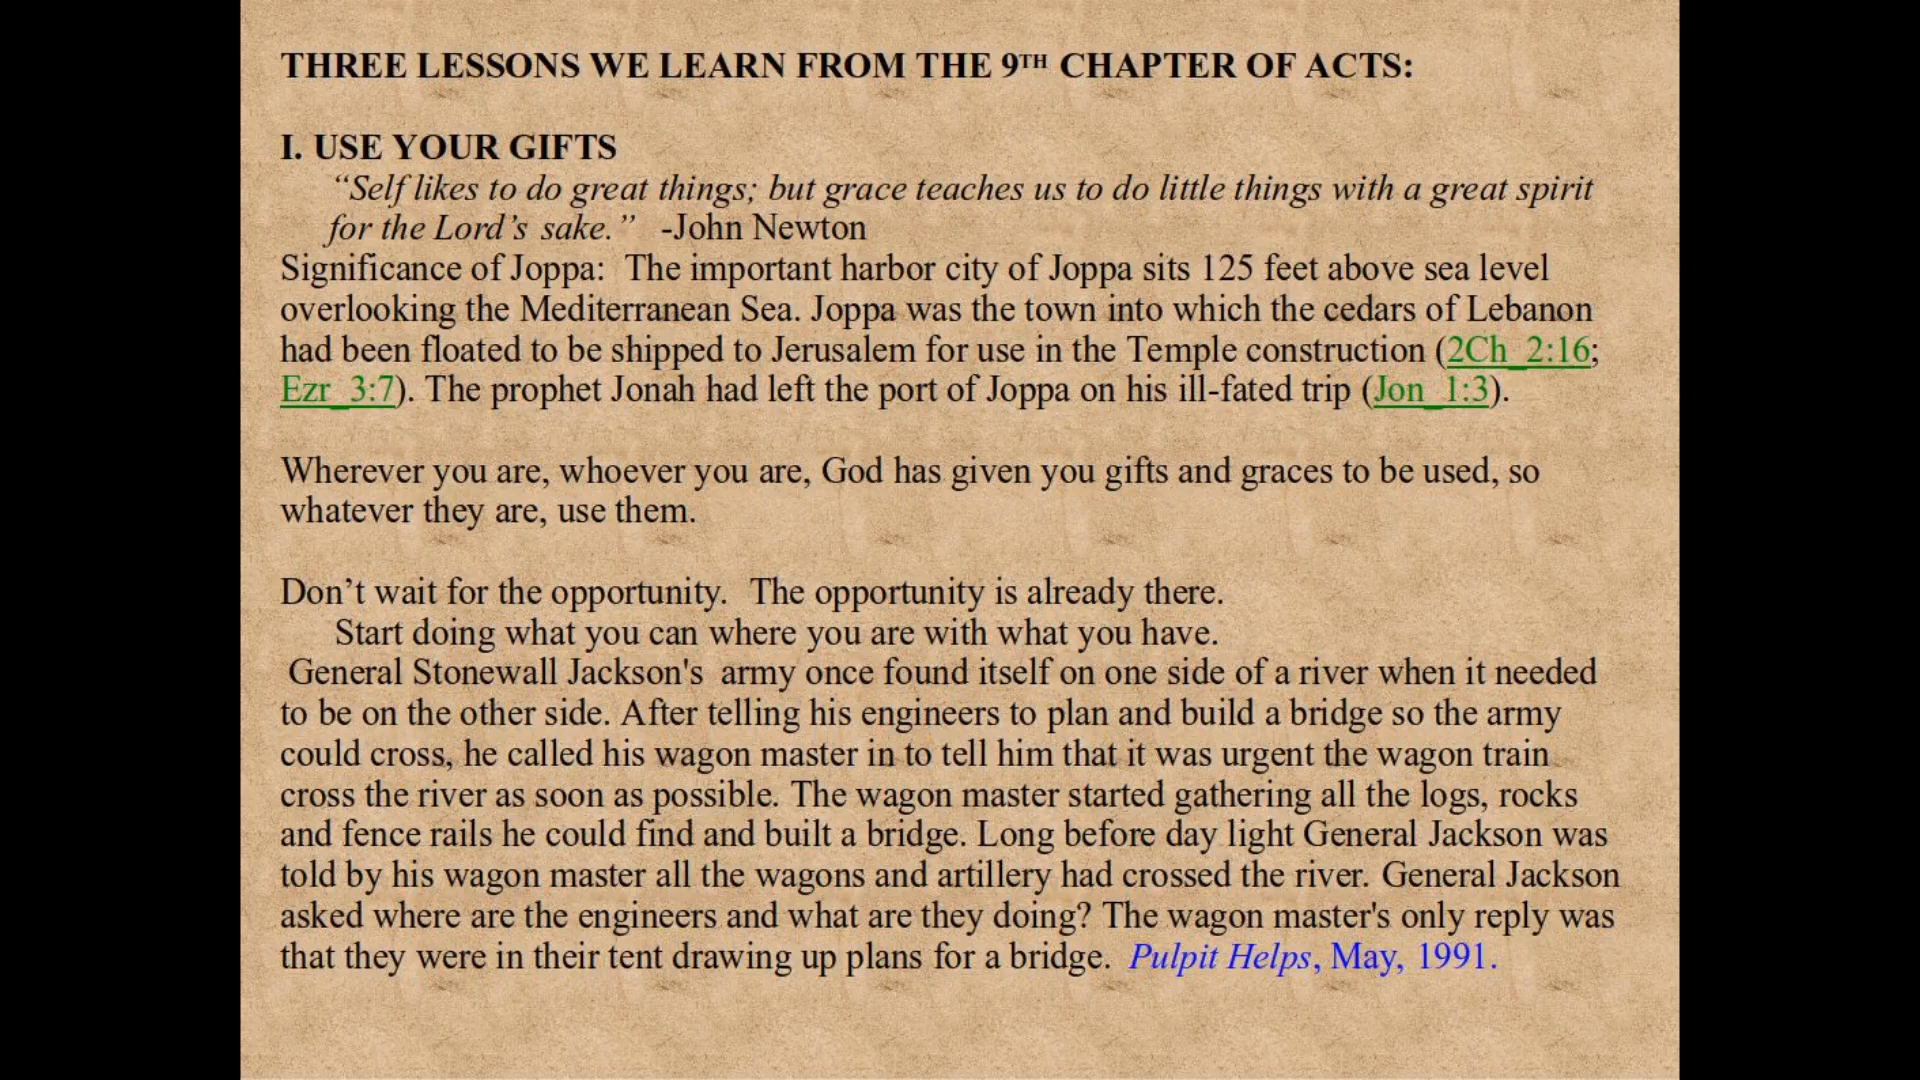 THREE LESSONS WE LEARN FROM THE 9TH CHAPTER OF ACTS:
I. USE YOUR GIFTS
“Self likes to do great things; but grace teaches us to do little things with a great spirit
for the Lord’s sake.” -John Newton
Significance of Joppa: The important harbor city of Joppa sits 125 feet above sea level
overlooking the Mediterranean Sea. Joppa was the town into which the cedars of Lebanon
had been floated to be shipped to Jerusalem for use in the Temple construction (2Ch_2:16;
Ezr_3:7). The prophet Jonah had left the port of Joppa on his ill-fated trip (Jon_1:3).
Wherever you are, whoever you are, God has given you gifts and graces to be used, so
whatever they are, use them.
Don’t wait for the opportunity. The opportunity is already there.
Start doing what you can where you are with what you have.
General Stonewall Jackson's army once found itself on one side of a river when it needed
to be on the other side. After telling his engineers to plan and build a bridge so the army
could cross, he called his wagon master in to tell him that it was urgent the wagon train
cross the river as soon as possible. The wagon master started gathering all the logs, rocks
and fence rails he could find and built a bridge. Long before day light General Jackson was
told by his wagon master all the wagons and artillery had crossed the river. General Jackson
asked where are the engineers and what are they doing? The wagon master's only reply was
that they were in their tent drawing up plans for a bridge. Pulpit Helps, May, 1991.